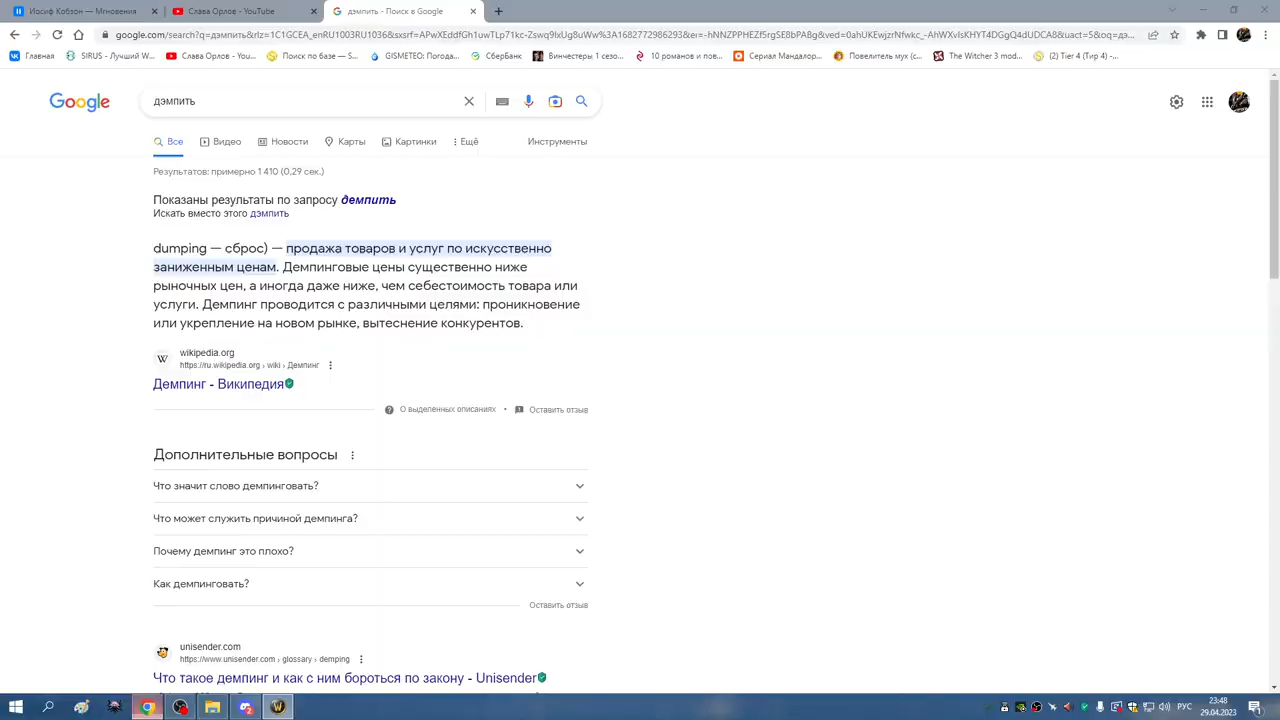 Иосиф Кобзон — Мгновения
Слава Орлов - YouTube
дэмпить - Поиск в Google
google.com/search?q=дэмпить&rlz=1C1GCEA_enRU1003RU1036&sxsrf=
Главная
SIRUS - Лучший W...
Слава Орлов - You...
Поиск по базе — S...
GISMETEO: Погода...
СберБанк
Винчестеры 1 сезо...
10 романов и пов...
Сериал Мандалор...
Повелитель мух (с...
The Witcher 3 mod...
(2) Tier 4 (Тир 4) -...
Google
дэмпить
Все
Видео
Новости
Карты
Картинки
Ещё
Инструменты
Результатов: примерно 1 410 (0,29 сек.)
Показаны результаты по запросу демпить
Искать вместо этого дэмпить
dumping — сброс) — продажа товаров и услуг по искусственно
заниженным ценам. Демпинговые цены существенно ниже
рыночных цен, а иногда даже ниже, чем себестоимость товара или
услуги. Демпинг проводится с различными целями: проникновение
или укрепление на новом рынке, вытеснение конкурентов.
W
wikipedia.org
https://ru.wikipedia.org › wiki › Демпинг
Демпинг - Википедия
О выделенных описаниях • Оставить отзыв
Дополнительные вопросы
Что значит слово демпинговать?
Что может служить причиной демпинга?
Почему демпинг это плохо?
Как демпинговать?
Оставить отзыв
unisender.com
https://www.unisender.com › glossary › demping
Что такое демпинг и как с ним бороться по закону - Unisender
РУС
23:48
29.04.2023